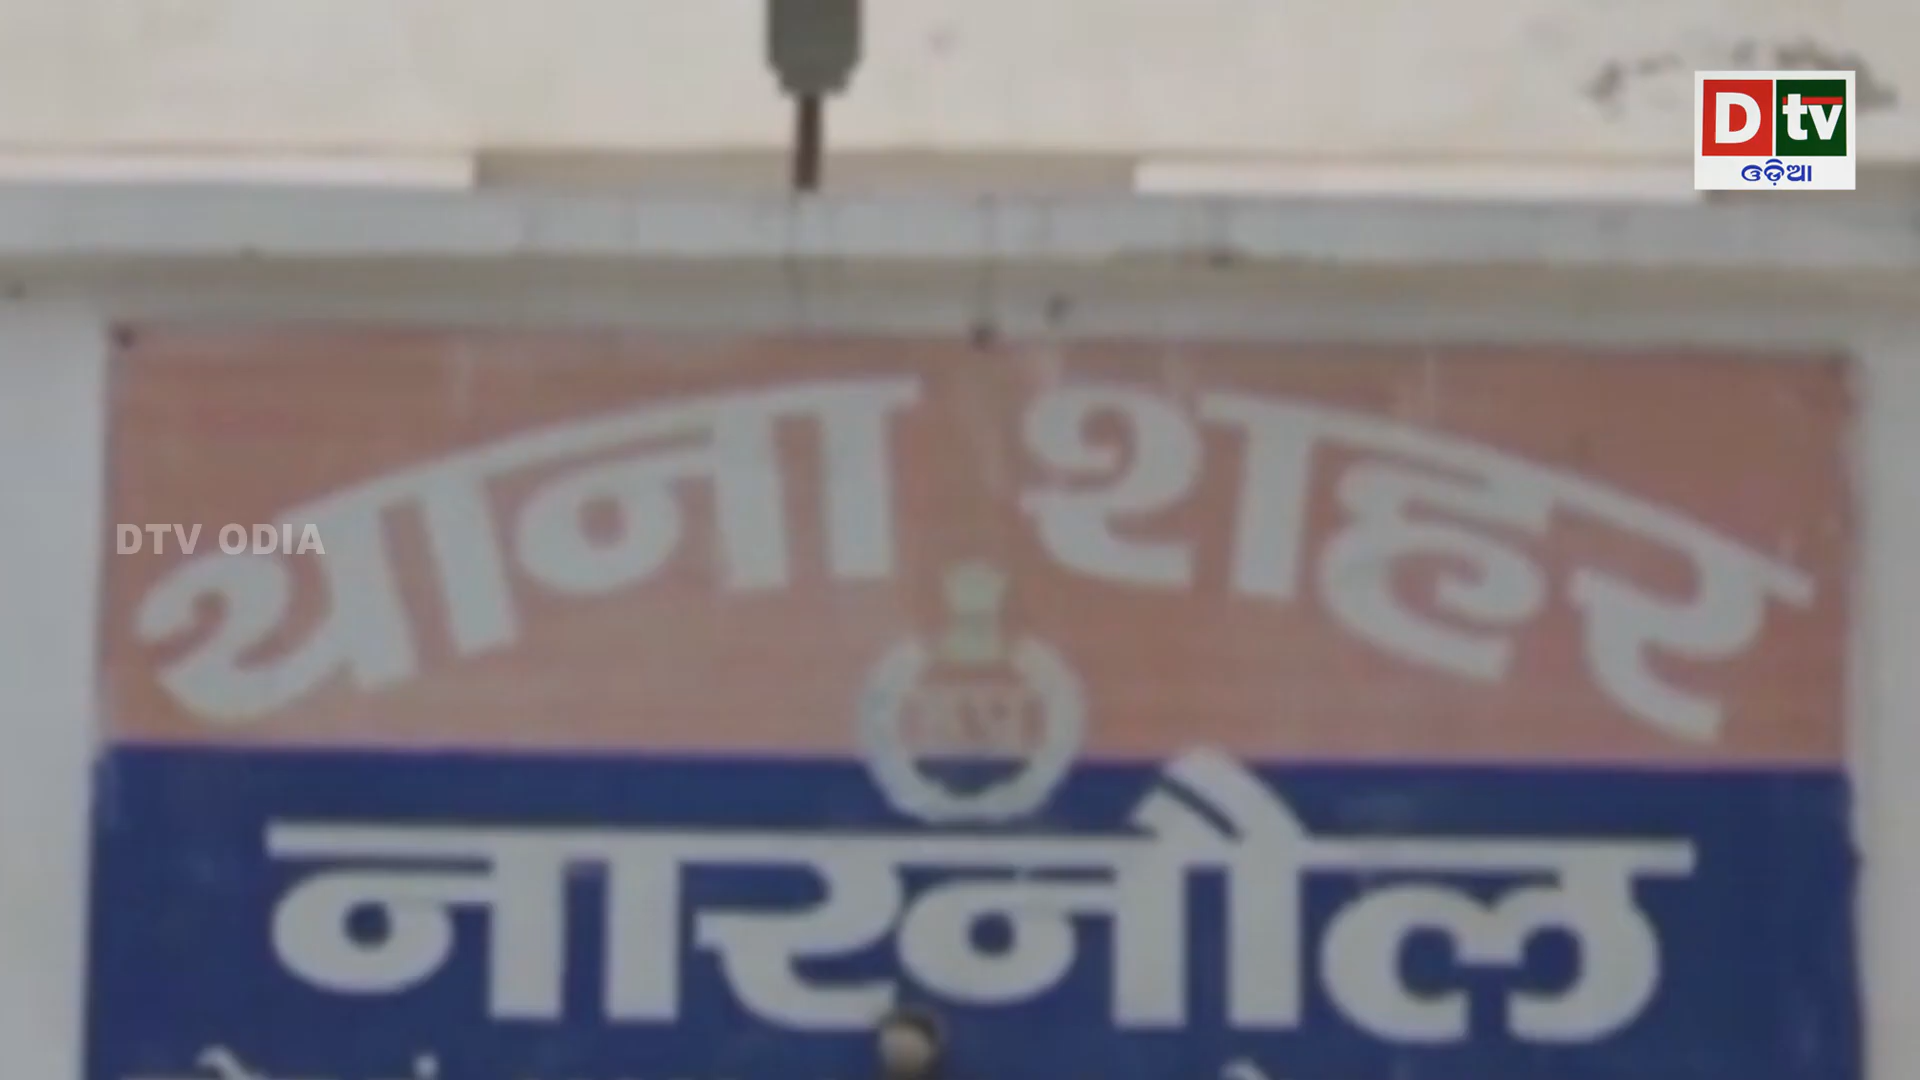 D tv
ଓଡ଼ିଆ
थाना शहर
DTV ODIA
नारनौल